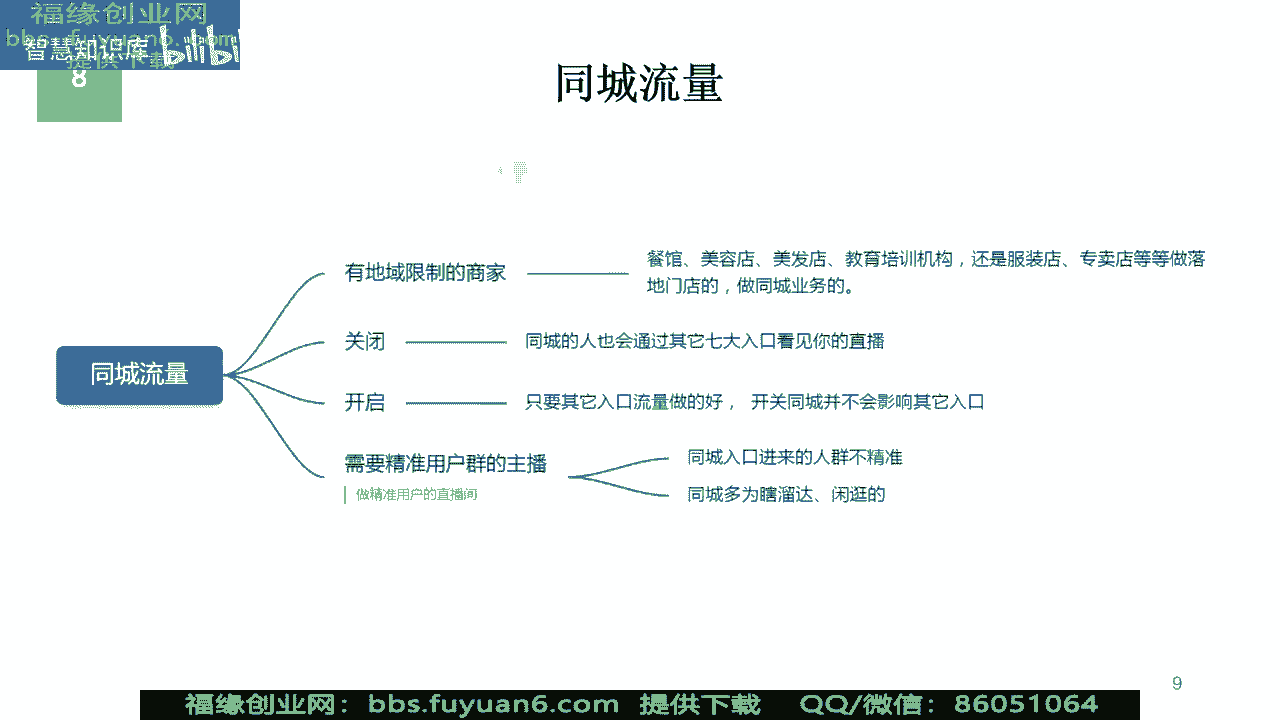 福缘创业网
bbs.fuyuan6.com
智慧知识库 bilibili
提供下载
8
同城流量
有地域限制的商家
餐馆、美容店、美发店、教育培训机构，还是服装店、专卖店等等做落
地门店的，做同城业务的。
关闭
同城的人也会通过其它七大入口看见你的直播
同城流量
开启
只要其它入口流量做的好， 开关同城并不会影响其它入口
需要精准用户群的主播
做精准用户的直播间
同城入口进来的人群不精准
同城多为瞎溜达、闲逛的
9
福缘创业网：bbs.fuyuan6.com 提供下载 QQ/微信：86051064